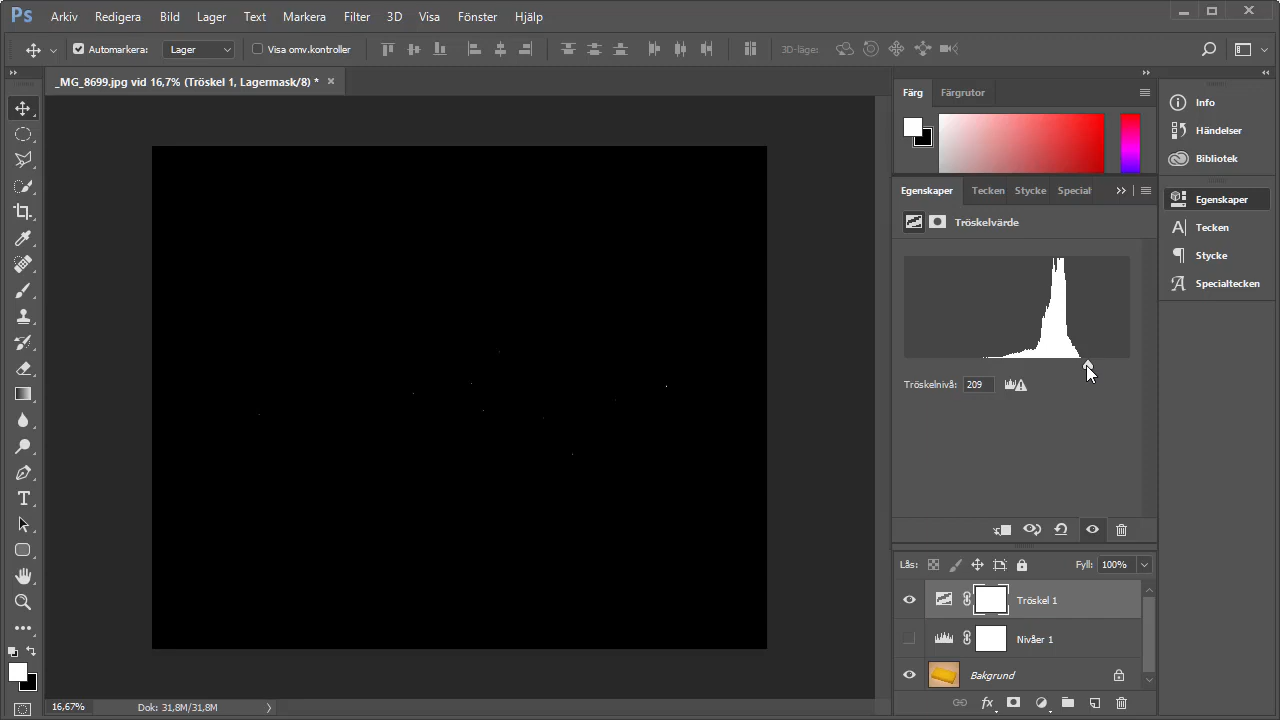 Ps Arkiv Redigera Bild Lager Text Markera Filter 3D Visa Fönster Hjälp
Automarkera: Lager Visa omv.kontroller 3D-läge:
_MG_8699.jpg vid 16,7% (Tröskel 1, Lagermask/8) *
Färg Färgrutor
Info
Händelser
Bibliotek
Egenskaper Tecken Stycke Special
Egenskaper
Tröskelvärde
Tecken
Stycke
Specialtecken
Tröskelnivå: 209
Lås: Fyll: 100%
Tröskel 1
Nivåer 1
Bakgrund
16,67% Dok: 31,8M/31,8M